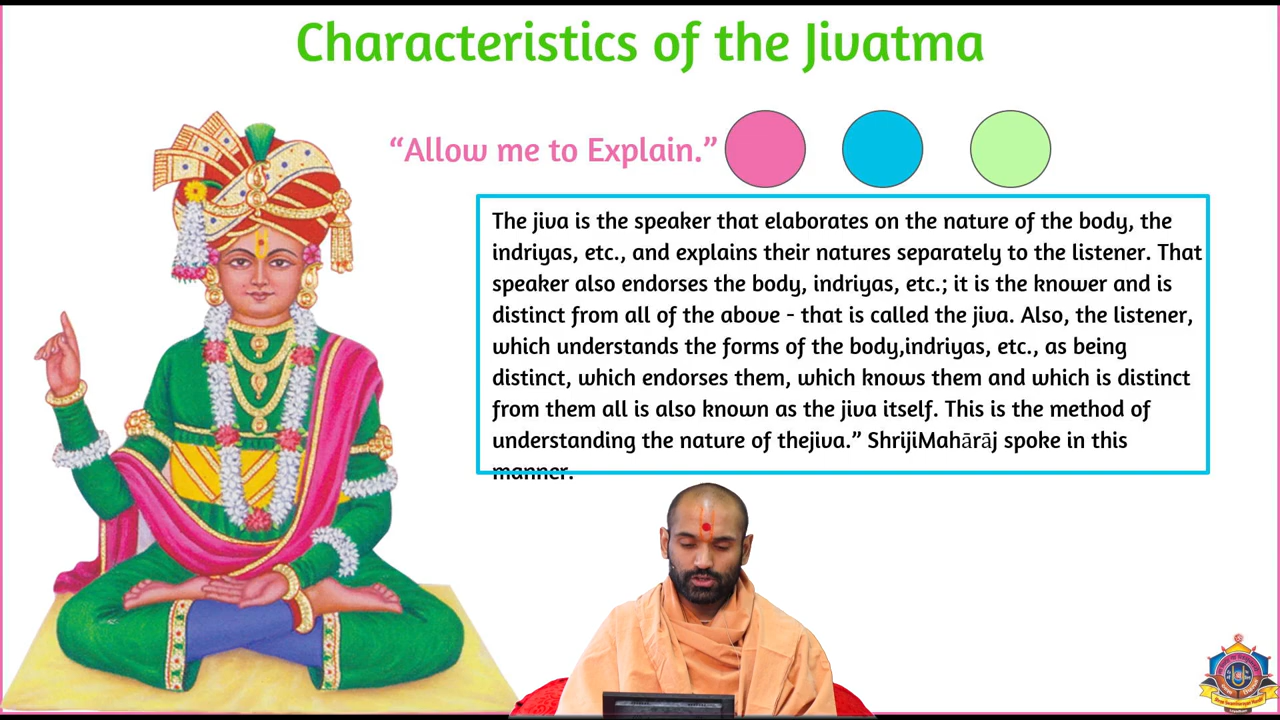 Characteristics of the Jivatma
“Allow me to Explain.”
The jiva is the speaker that elaborates on the nature of the body, the
indriyas, etc., and explains their natures separately to the listener. That
speaker also endorses the body, indriyas, etc.; it is the knower and is
distinct from all of the above - that is called the jiva. Also, the listener,
which understands the forms of the body,indriyas, etc., as being
distinct, which endorses them, which knows them and which is distinct
from them all is also known as the jiva itself. This is the method of
understanding the nature of thejiva.” ShrijiMahārāj spoke in this
manner.